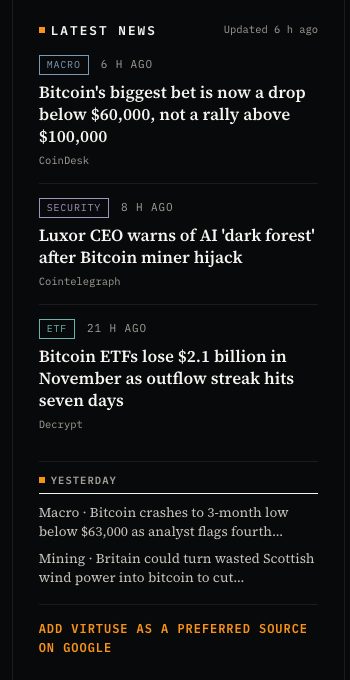 LATEST NEWS
Updated 6 h ago
MACRO 6 H AGO
Bitcoin's biggest bet is now a drop
below $60,000, not a rally above
$100,000
CoinDesk
SECURITY 8 H AGO
Luxor CEO warns of AI 'dark forest'
after Bitcoin miner hijack
Cointelegraph
ETF 21 H AGO
Bitcoin ETFs lose $2.1 billion in
November as outflow streak hits
seven days
Decrypt
YESTERDAY
Macro · Bitcoin crashes to 3-month low
below $63,000 as analyst flags fourth...
Mining · Britain could turn wasted Scottish
wind power into bitcoin to cut...
ADD VIRTUSE AS A PREFERRED SOURCE
ON GOOGLE